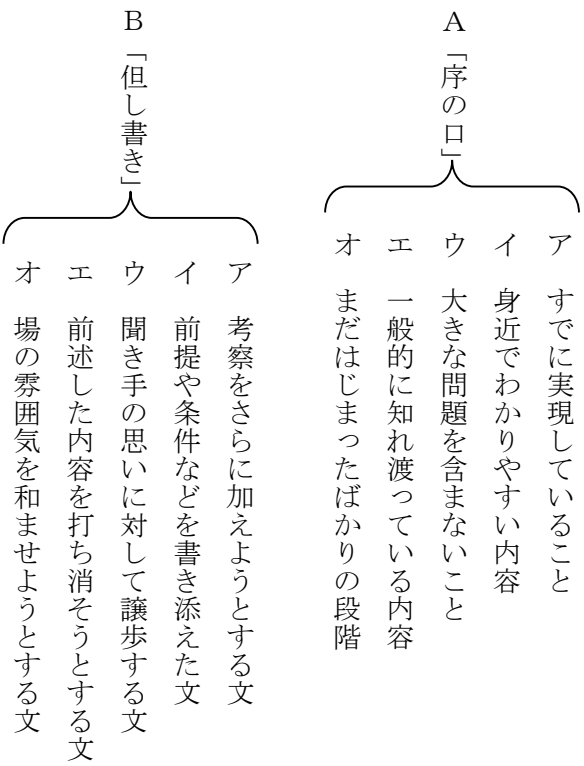 A「序の口」
ア　すでに実現していること
イ　身近でわかりやすい内容
ウ　大きな問題を含まないこと
エ　一般的に知れ渡っている内容
オ　まだはじまったばかりの段階
B「但し書き」
ア　考察をさらに加えようとする文
イ　前提や条件などを書き添えた文
ウ　聞き手の思いに対して譲歩する文
エ　前述した内容を打ち消そうとする文
オ　場の雰囲気を和ませようとする文